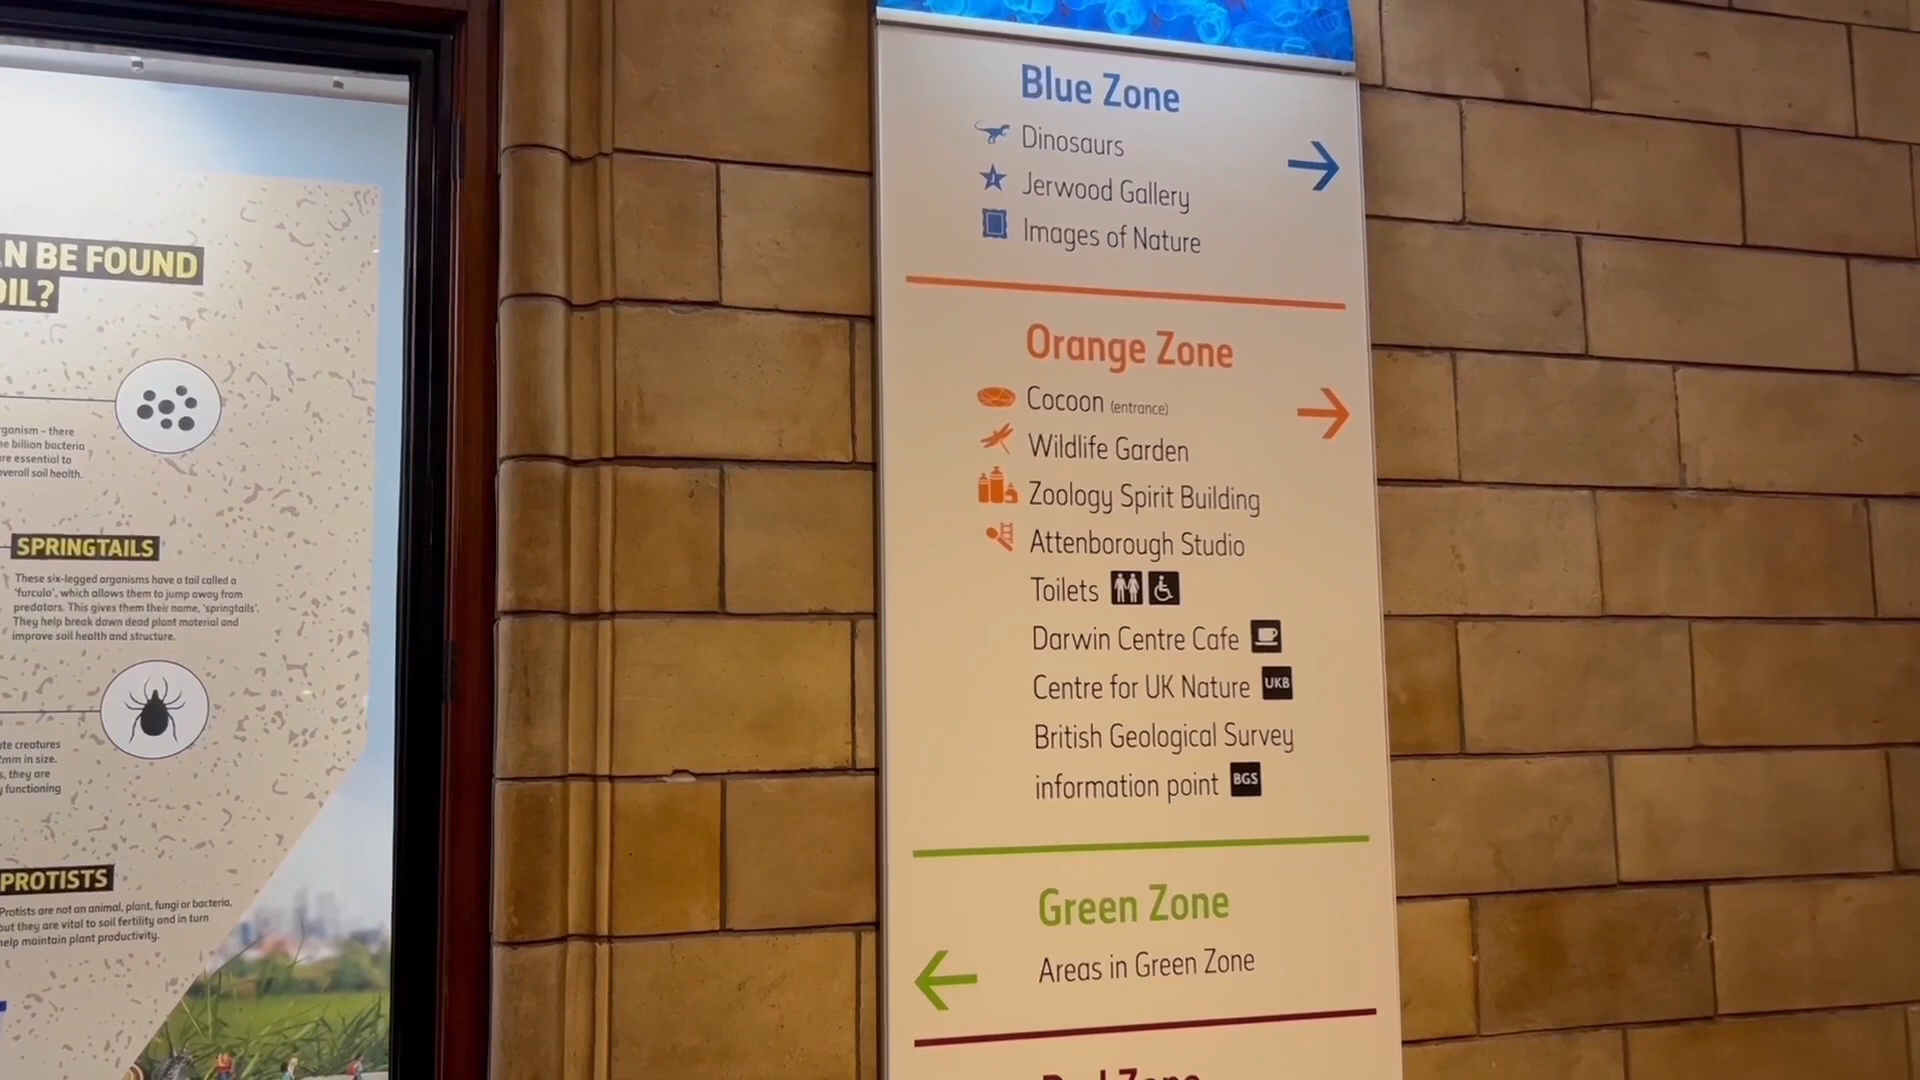 N BE FOUND
OIL?
ganism – there
ne billion bacteria
re essential to
verall soil health.
SPRINGTAILS
These six-legged organisms have a tail called a
'furcula', which allows them to jump away from
predators. This gives them their name, 'springtails'.
They help break down dead plant material and
improve soil health and structure.
ute creatures
2mm in size.
s, they are
y functioning
PROTISTS
Protists are not an animal, plant, fungi or bacteria,
but they are vital to soil fertility and in turn
help maintain plant productivity.
Blue Zone
Dinosaurs
Jerwood Gallery
Images of Nature
Orange Zone
Cocoon (entrance)
Wildlife Garden
Zoology Spirit Building
Attenborough Studio
Toilets
Darwin Centre Cafe
Centre for UK Nature UKB
British Geological Survey
information point BGS
Green Zone
Areas in Green Zone
Red Zone